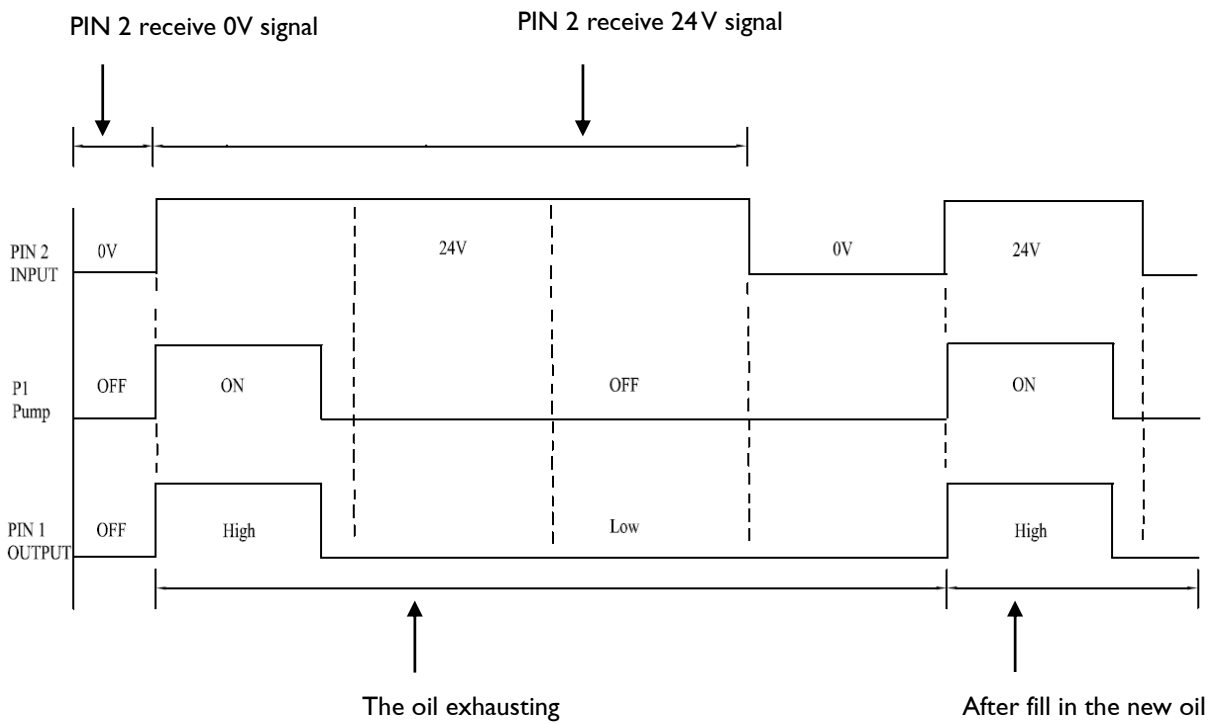 PIN 2 receive 0V signal
PIN 2 receive 24V signal
PIN 2
INPUT
0V
24V
0V
24V
P1
Pump
OFF
ON
OFF
ON
PIN 1
OUTPUT
OFF
High
Low
High
The oil exhausting
After fill in the new oil